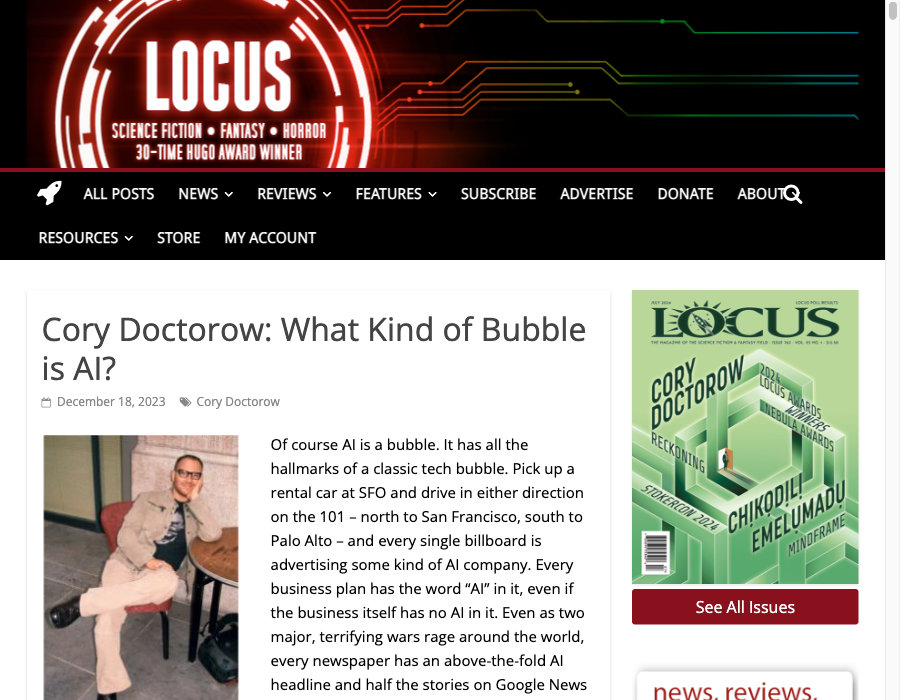 LOCUS
SCIENCE FICTION • FANTASY • HORROR
30-TIME HUGO AWARD WINNER
ALL POSTS NEWS REVIEWS FEATURES SUBSCRIBE ADVERTISE DONATE ABOUT
RESOURCES STORE MY ACCOUNT
Cory Doctorow: What Kind of Bubble
is AI?
December 18, 2023 Cory Doctorow
Of course AI is a bubble. It has all the
hallmarks of a classic tech bubble. Pick up a
rental car at SFO and drive in either direction
on the 101 – north to San Francisco, south to
Palo Alto – and every single billboard is
advertising some kind of AI company. Every
business plan has the word “AI” in it, even if
the business itself has no AI in it. Even as two
major, terrifying wars rage around the world,
every newspaper has an above-the-fold AI
headline and half the stories on Google News
JULY 2024
LOCUS POLL RESULTS
LOCUS
THE MAGAZINE OF THE SCIENCE FICTION & FANTASY FIELD
CORY
DOCTOROW
2024
LOCUS AWARDS
WINNERS
NEBULA AWARDS
RECKONING
STOKERCON 2024
CHIKODILI
EMELUMADU
MINDFRAME
See All Issues
news, reviews,